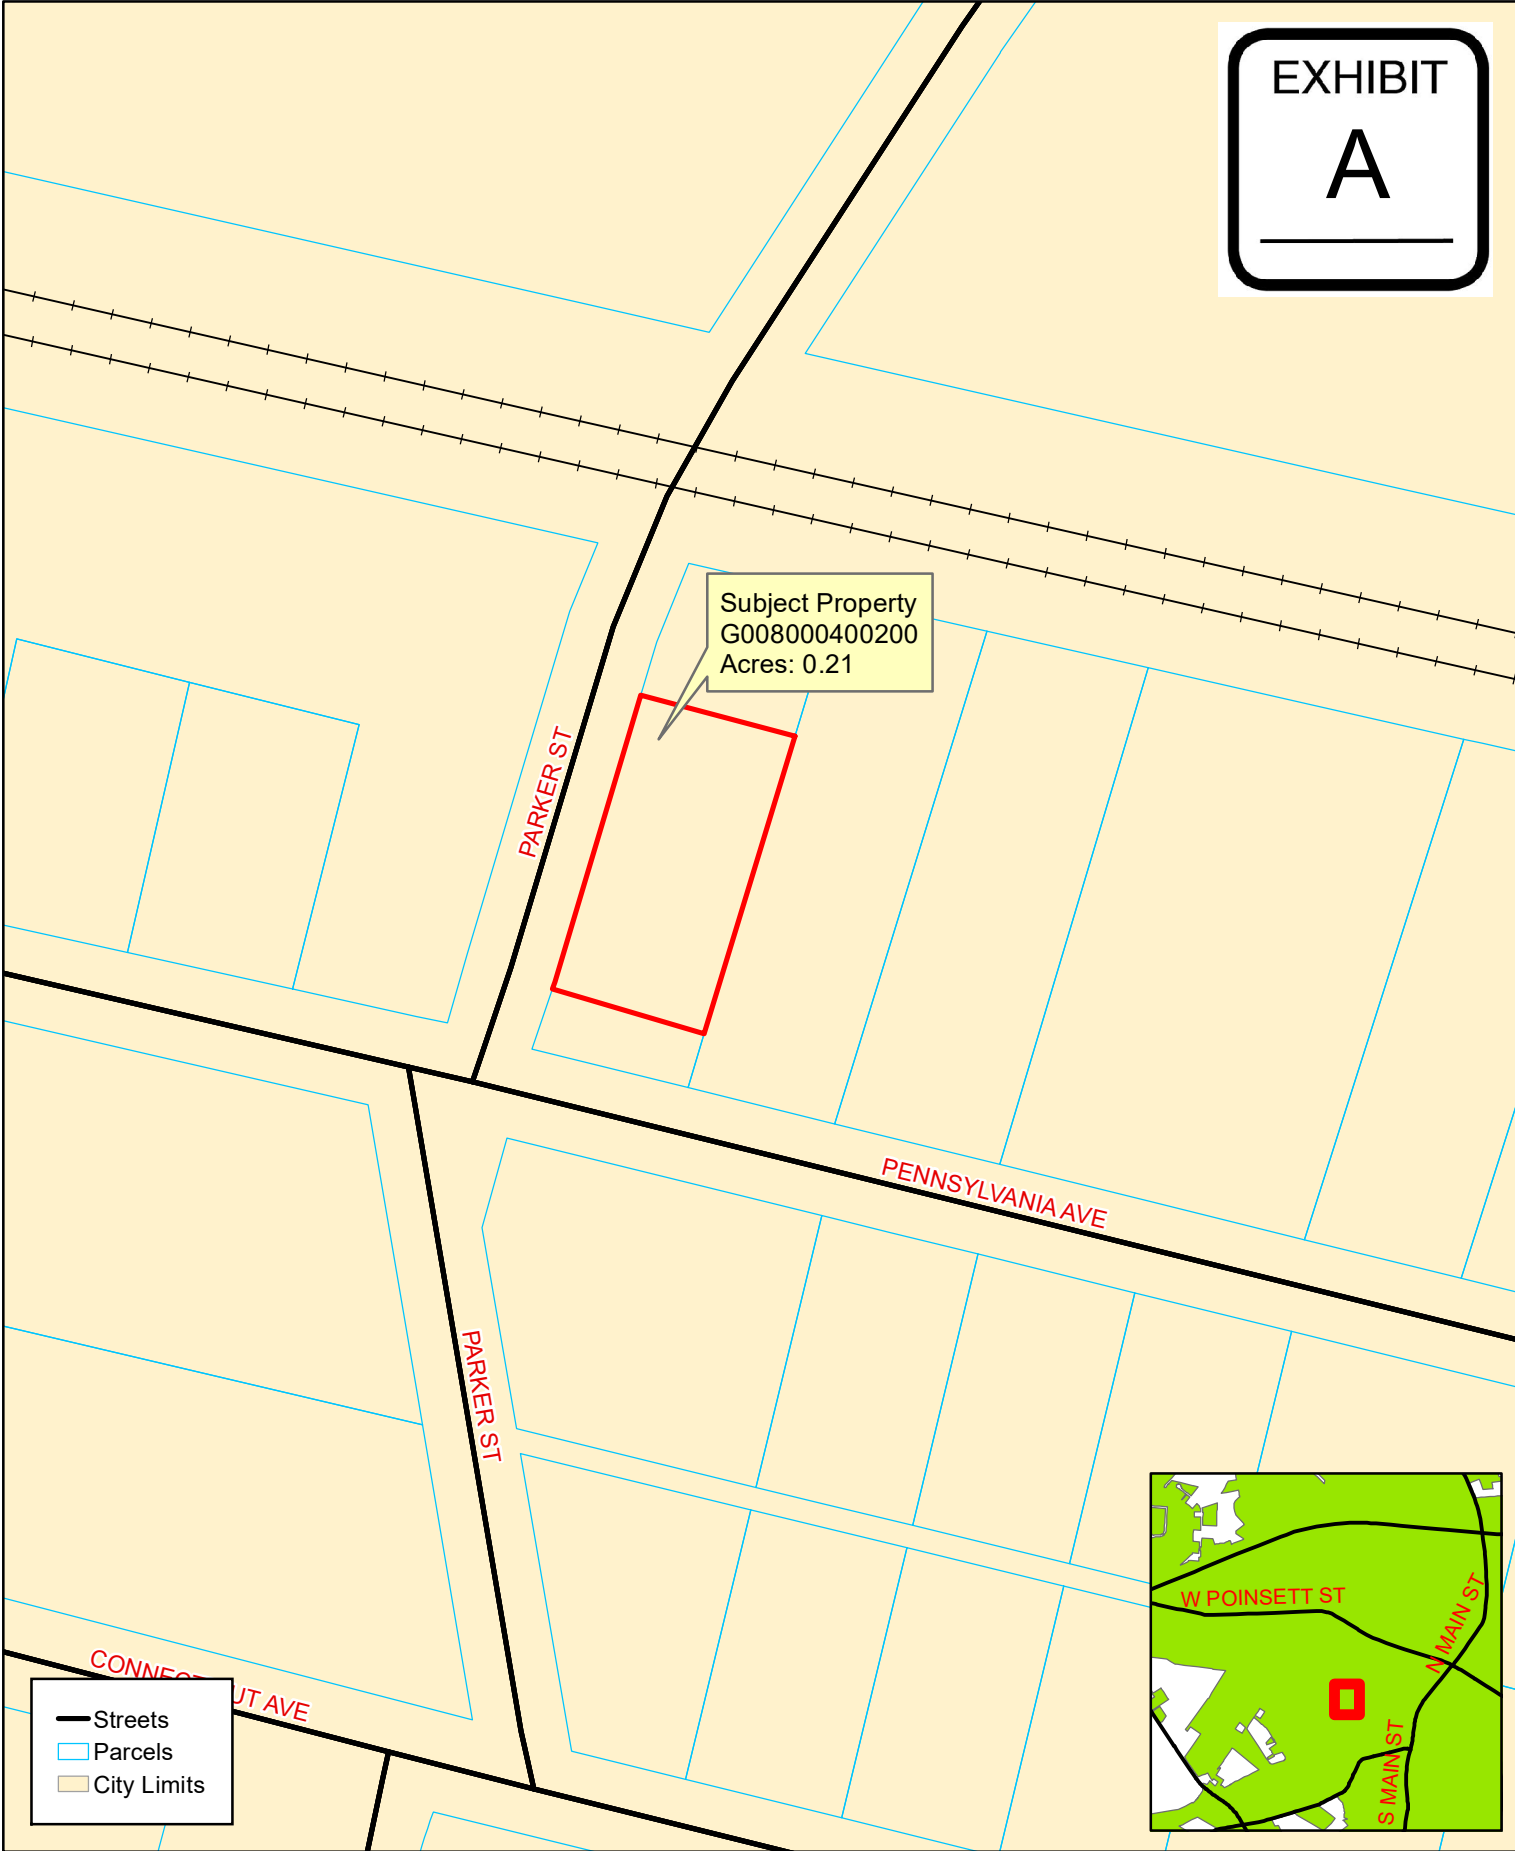 EXHIBIT
A
Subject Property
G008000400200
Acres: 0.21
PARKER ST
PENNSYLVANIA AVE
PARKER ST
W POINSETT ST
N MAIN ST
S MAIN ST
AVE
Streets
Parcels
City Limits